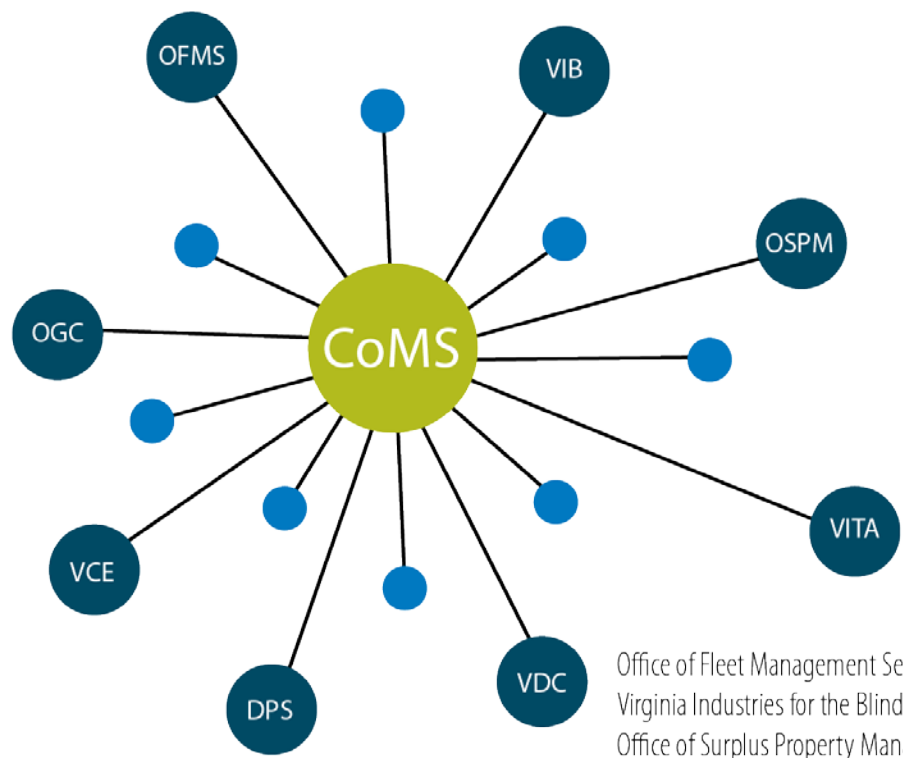 OFMS
VIB
OSPM
OGC
CoMS
VITA
VCE
VDC
DPS
Office of Fleet Management Se
Virginia Industries for the Blind
Office of Surplus Property Man